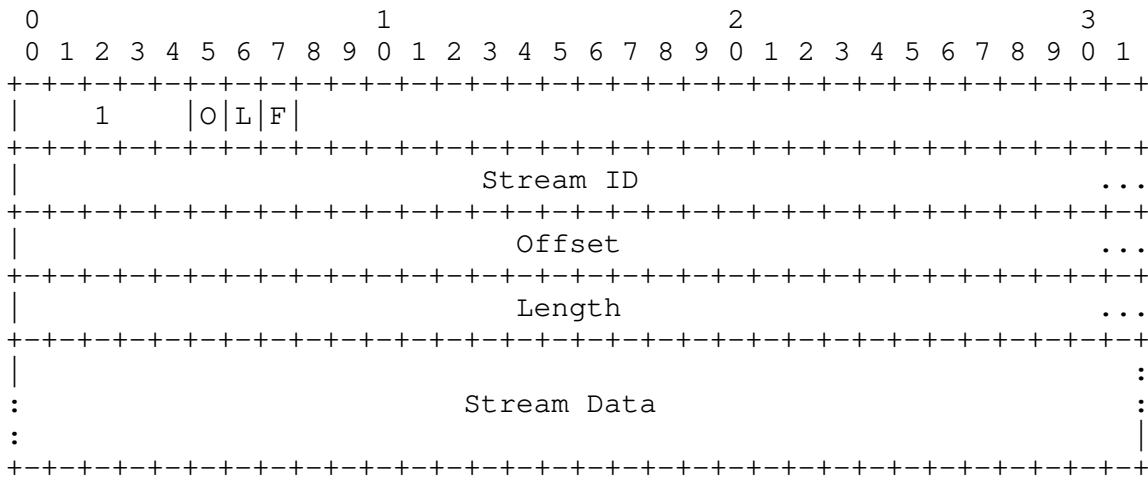 0                   1                   2                   3
 0 1 2 3 4 5 6 7 8 9 0 1 2 3 4 5 6 7 8 9 0 1 2 3 4 5 6 7 8 9 0 1
+-+-+-+-+-+-+-+-+-+-+-+-+-+-+-+-+-+-+-+-+-+-+-+-+-+-+-+-+-+-+-+-+
|    1    |O|L|F|
+-+-+-+-+-+-+-+-+-+-+-+-+-+-+-+-+-+-+-+-+-+-+-+-+-+-+-+-+-+-+-+-+
|                         Stream ID                          ...
+-+-+-+-+-+-+-+-+-+-+-+-+-+-+-+-+-+-+-+-+-+-+-+-+-+-+-+-+-+-+-+-+
|                           Offset                           ...
+-+-+-+-+-+-+-+-+-+-+-+-+-+-+-+-+-+-+-+-+-+-+-+-+-+-+-+-+-+-+-+-+
|                           Length                           ...
+-+-+-+-+-+-+-+-+-+-+-+-+-+-+-+-+-+-+-+-+-+-+-+-+-+-+-+-+-+-+-+-+
|                                                              :
:                        Stream Data                           :
:                                                              |
+-+-+-+-+-+-+-+-+-+-+-+-+-+-+-+-+-+-+-+-+-+-+-+-+-+-+-+-+-+-+-+-+